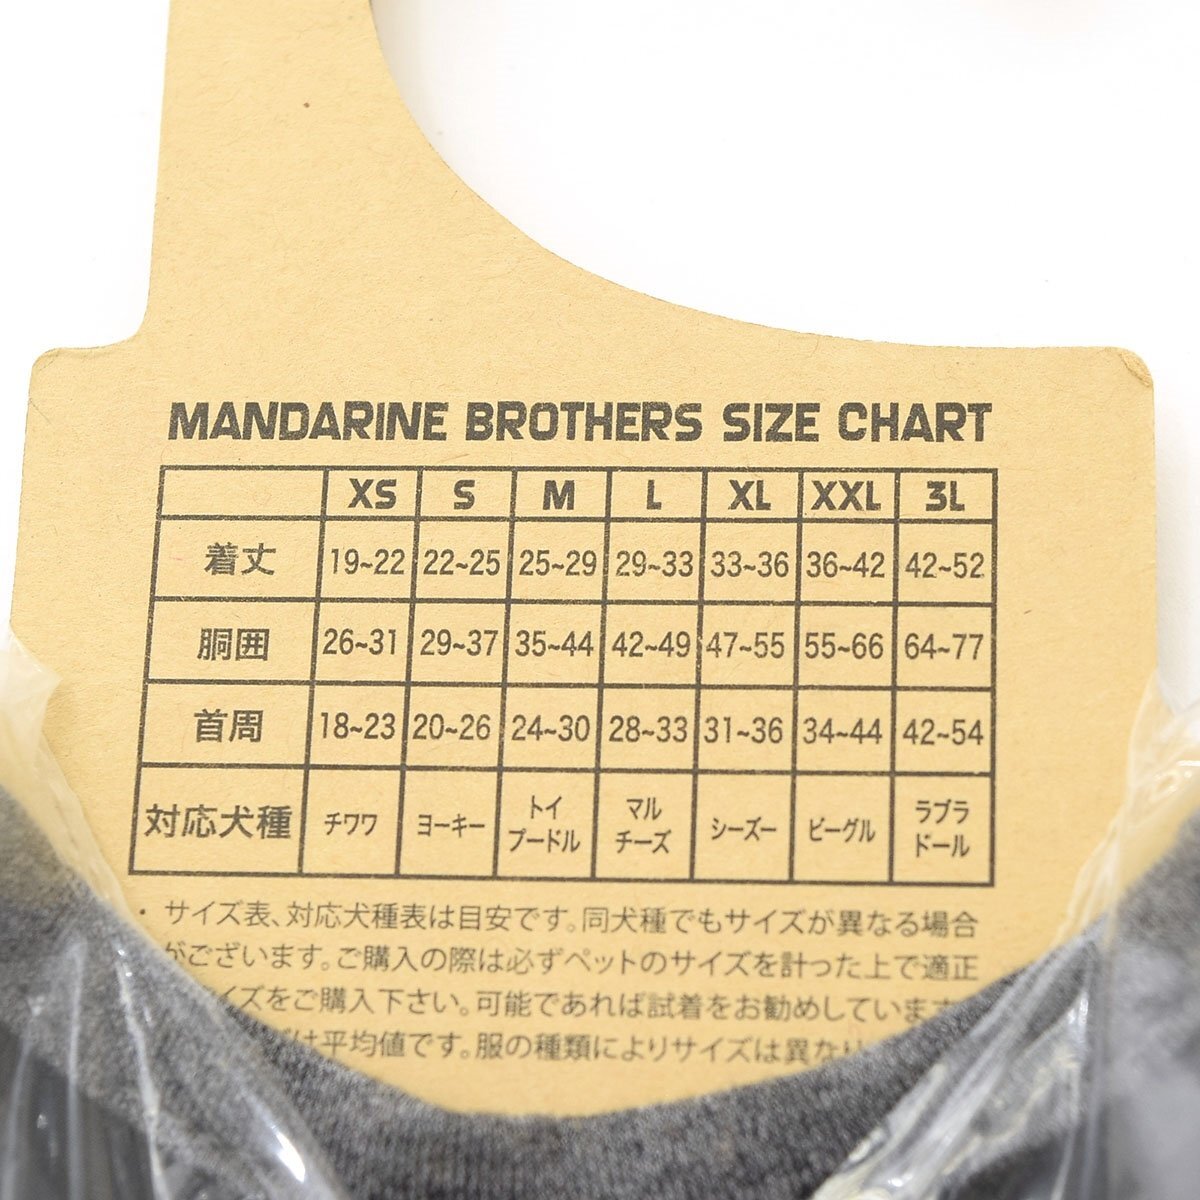 MANDARINE BROTHERS SIZE CHART
XS S M L XL XXL 3L
着丈 19~22 22~25 25~29 29~33 33~36 36~42 42~52
胴囲 26~31 29~37 35~44 42~49 47~55 55~66 64~77
首周 18~23 20~26 24~30 28~33 31~36 34~44 42~54
対応犬種 チワワ ヨーキー トイプードル マルチーズ シーズー ビーグル ラブラドール
・サイズ表、対応犬種表は目安です。同犬種でもサイズが異なる場合
がございます。ご購入の際は必ずペットのサイズを計った上で適正
イズをご購入下さい。可能であれば試着をお勧めしています
は平均値です。服の種類によりサイズは異なり